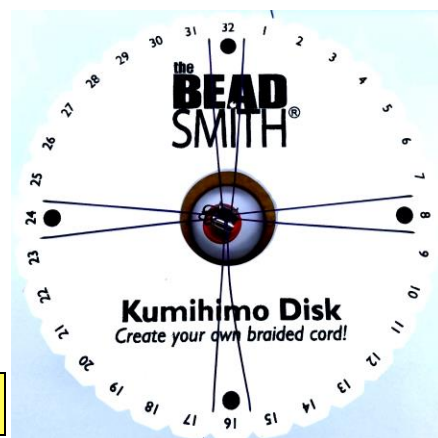 31 32 1
30 2
29 3
28 4
27 5
26 6
25 7
24 8
23 9
22 10
21 11
20 12
19 13
18 14
17 16 15
the
BEAD
SMITH®
Kumihimo Disk
Create your own braided cord!